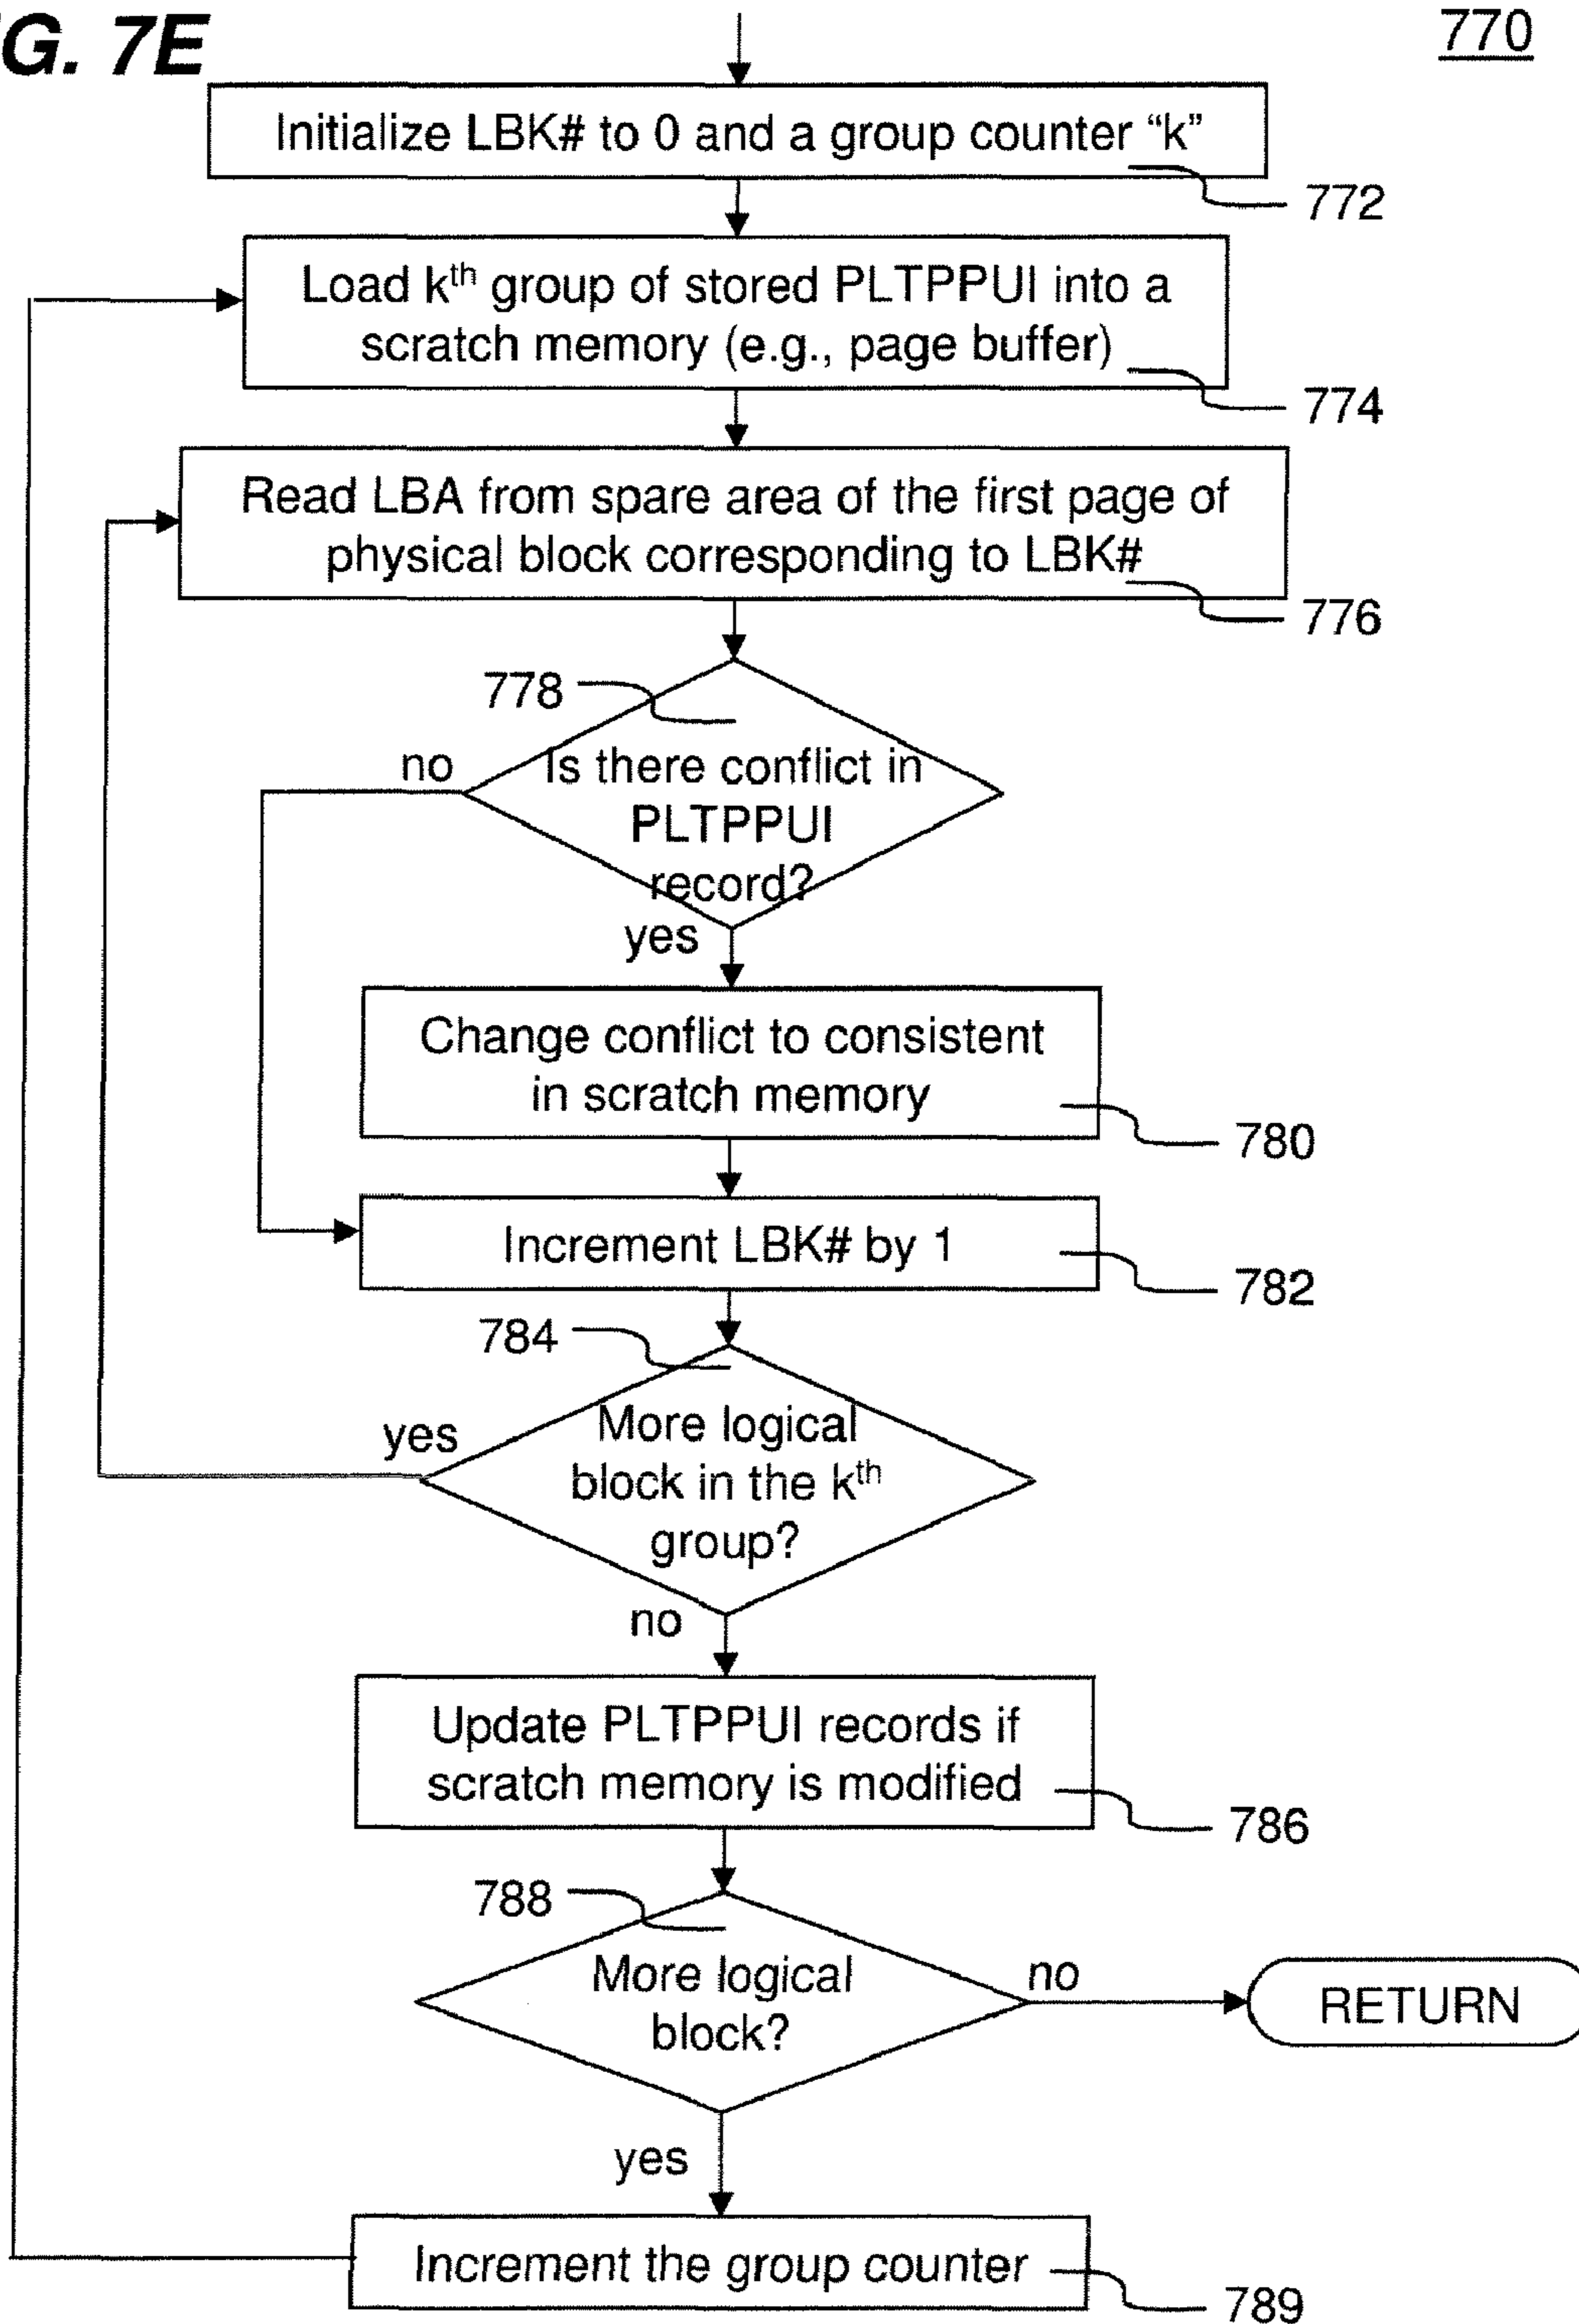 G. 7E
770
Initialize LBK# to 0 and a group counter “k”
772
Load kth group of stored PLTPPUI into a
scratch memory (e.g., page buffer)
774
Read LBA from spare area of the first page of
physical block corresponding to LBK#
776
778
no
Is there conflict in
PLTPPUI
record?
yes
Change conflict to consistent
in scratch memory
780
Increment LBK# by 1
782
784
yes
More logical
block in the kth
group?
no
Update PLTPPUI records if
scratch memory is modified
786
788
More logical
block?
no
RETURN
yes
Increment the group counter
789